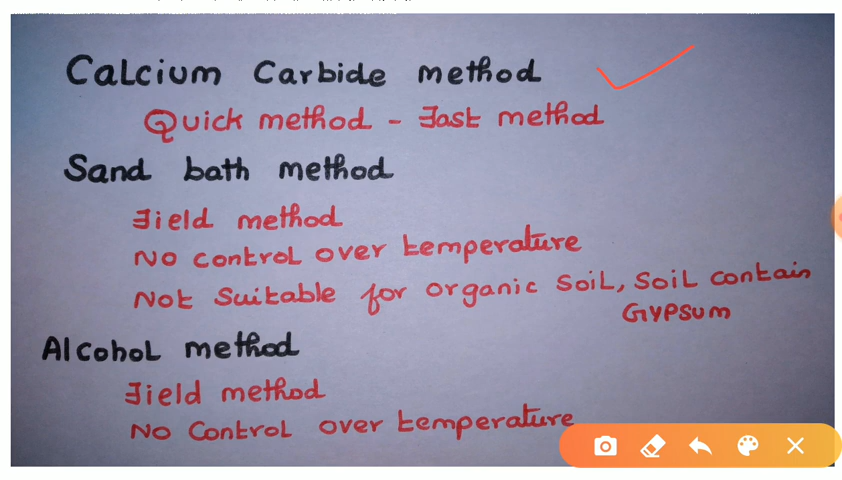 Calcium Carbide method
Quick method - Fast method
Sand bath method
Field method
No control over temperature
Not Suitable for organic soil, soil contain
GYPSUM
Alcohol method
Field method
No Control over temperature